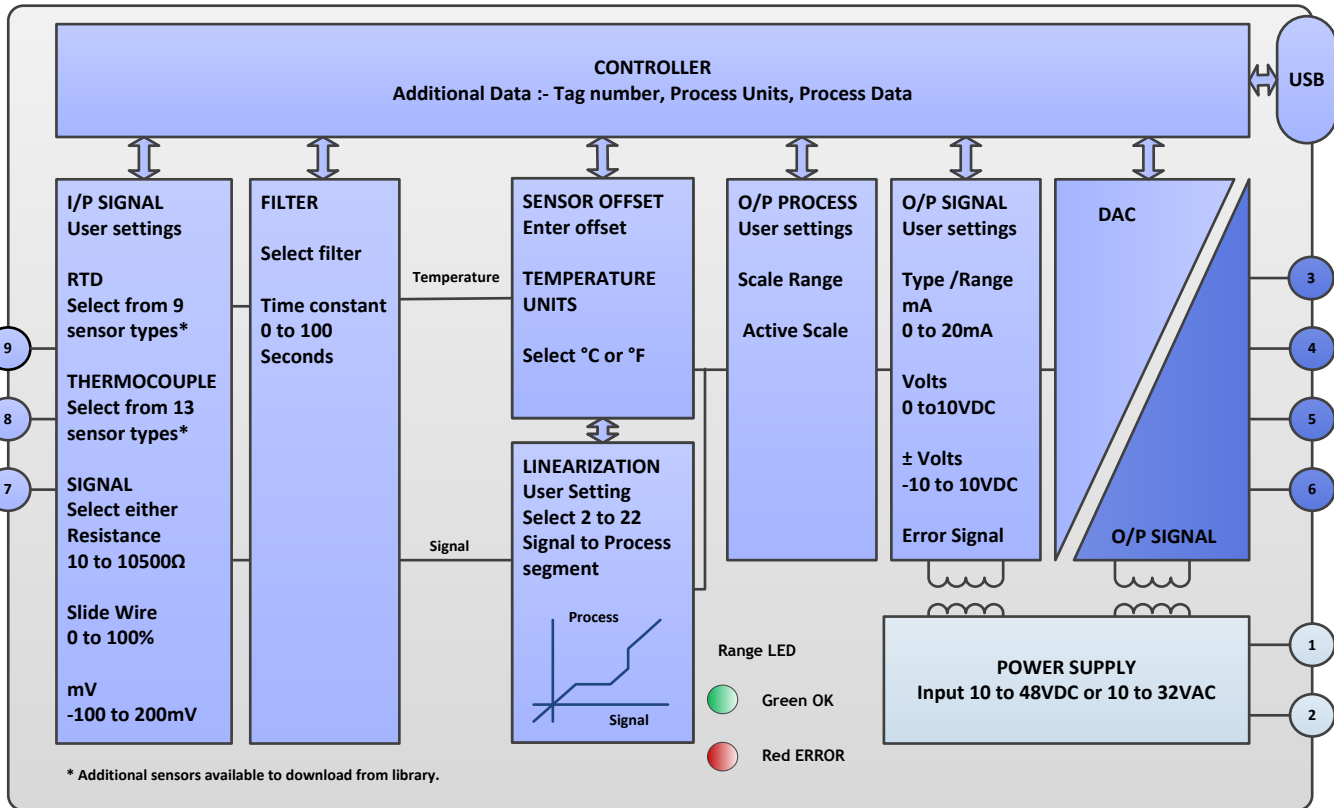 CONTROLLER
Additional Data :- Tag number, Process Units, Process Data
USB
I/P SIGNAL
User settings
RTD
Select from 9
sensor types*
THERMOCOUPLE
Select from 13
sensor types*
SIGNAL
Select either
Resistance
10 to 10500Ω
Slide Wire
0 to 100%
mV
-100 to 200mV
9
8
7
FILTER
Select filter
Time constant
0 to 100
Seconds
Temperature
Signal
SENSOR OFFSET
Enter offset
TEMPERATURE
UNITS
Select °C or °F
LINEARIZATION
User Setting
Select 2 to 22
Signal to Process
segment
Process
Signal
O/P PROCESS
User settings
Scale Range
Active Scale
O/P SIGNAL
User settings
Type /Range
mA
0 to 20mA
Volts
0 to10VDC
± Volts
-10 to 10VDC
Error Signal
DAC
O/P SIGNAL
3
4
5
6
Range LED
Green OK
Red ERROR
POWER SUPPLY
Input 10 to 48VDC or 10 to 32VAC
1
2
* Additional sensors available to download from library.